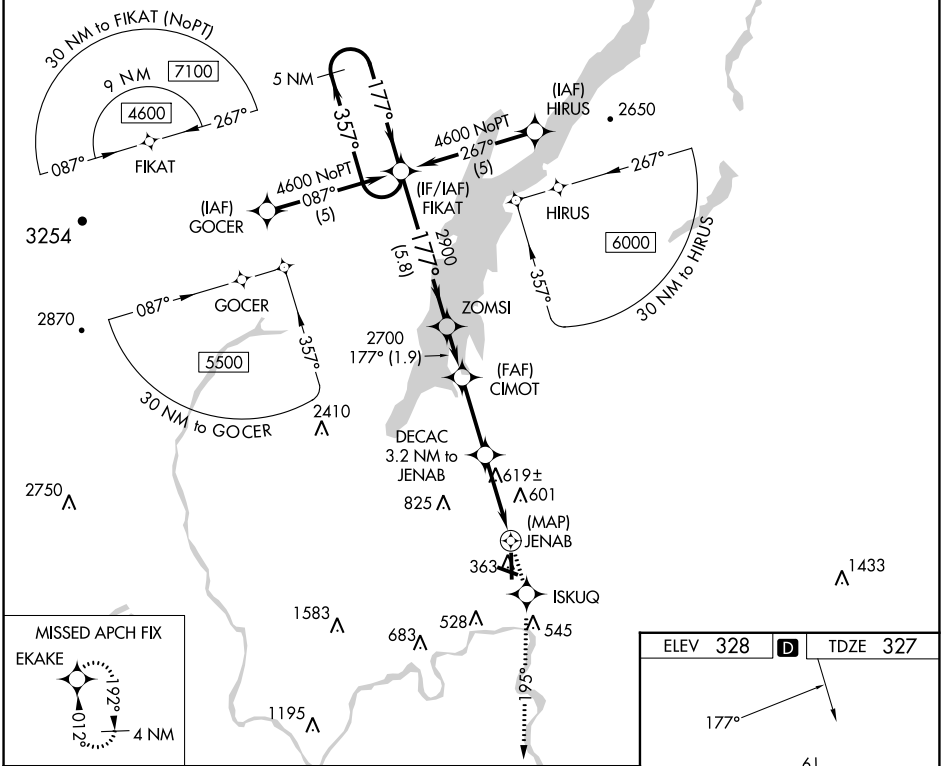 30 NM to FIKAT (NoPT)
9 NM
7100
4600
087°
267°
FIKAT
5 NM
357°
177°
(IAF)
HIRUS
2650
4600 NoPT
267°
(5)
4600 NoPT
087°
(5)
(IAF)
GOCER
(IF/IAF)
FIKAT
267°
HIRUS
6000
357°
30 NM to HIRUS
3254
2900
177°
(5.8)
087°
GOCER
357°
5500
30 NM to GOCER
2870
ZOMSI
2700
177° (1.9)
(FAF)
CIMOT
2410
DECAC
3.2 NM to
JENAB
619±
601
825
2750
(MAP)
JENAB
363
1433
ISKUQ
1583
683
528
545
195°
1195
MISSED APCH FIX
EKAKE
192°
012°
4 NM
ELEV 328
D
TDZE 327
177°